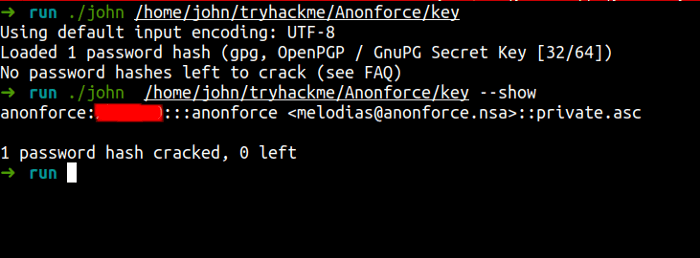 ➜ run ./john /home/john/tryhackme/Anonforce/key
Using default input encoding: UTF-8
Loaded 1 password hash (gpg, OpenPGP / GnuPG Secret Key [32/64])
No password hashes left to crack (see FAQ)
➜ run ./john  /home/john/tryhackme/Anonforce/key --show
anonforce: :::anonforce <melodias@anonforce.nsa>::private.asc
1 password hash cracked, 0 left
➜ run